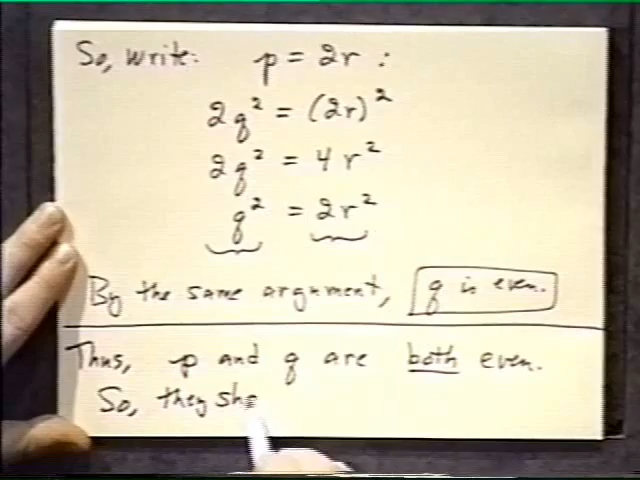 So, write: p = 2r :
2q² = (2r)²
2q² = 4r²
q² = 2r²
By the same argument, q is even.
Thus, p and q are both even.
So, they sh